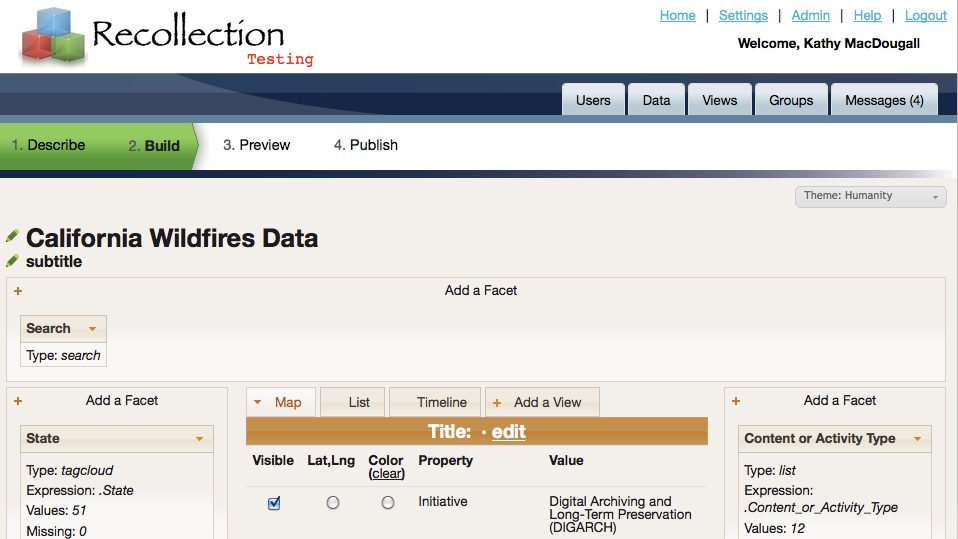 Recollection
Testing
Home | Settings | Admin | Help | Logout
Welcome, Kathy MacDougall
Users Data Views Groups Messages (4)
1. Describe 2. Build 3. Preview 4. Publish
Theme: Humanity
California Wildfires Data
subtitle
+ Add a Facet
Search
Type: search
+ Add a Facet
State
Type: tagcloud
Expression: .State
Values: 51
Missing: 0
Map List Timeline + Add a View
Title: · edit
Visible Lat,Lng Color (clear) Property Value
Initiative Digital Archiving and
Long-Term Preservation
(DIGARCH)
+ Add a Facet
Content or Activity Type
Type: list
Expression:
.Content_or_Activity_Type
Values: 12